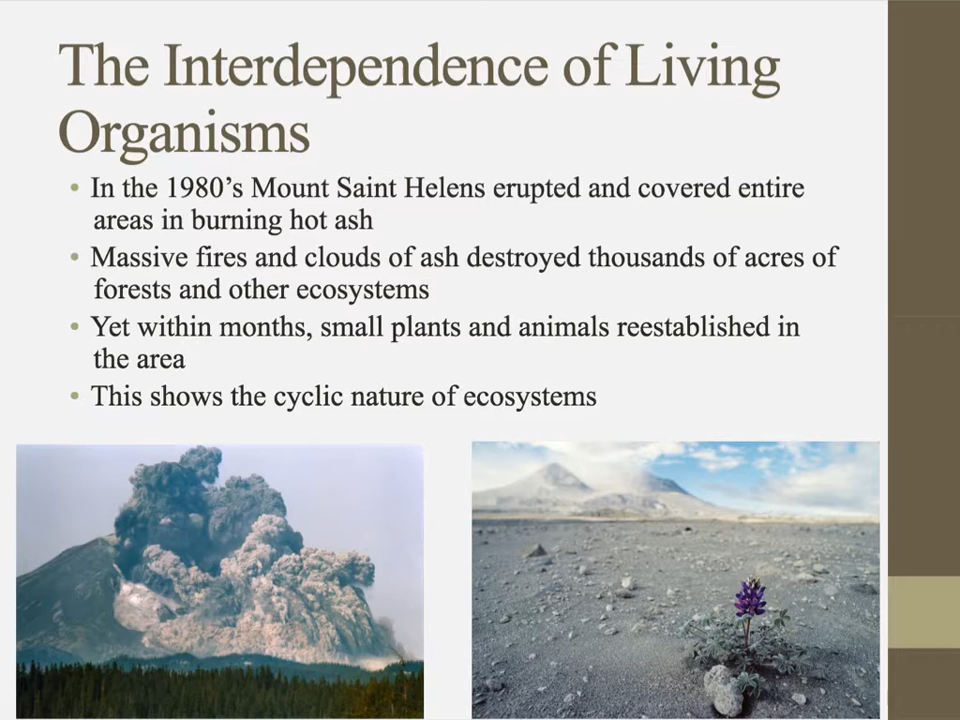 The Interdependence of Living
Organisms
• In the 1980’s Mount Saint Helens erupted and covered entire
areas in burning hot ash
• Massive fires and clouds of ash destroyed thousands of acres of
forests and other ecosystems
• Yet within months, small plants and animals reestablished in
the area
• This shows the cyclic nature of ecosystems